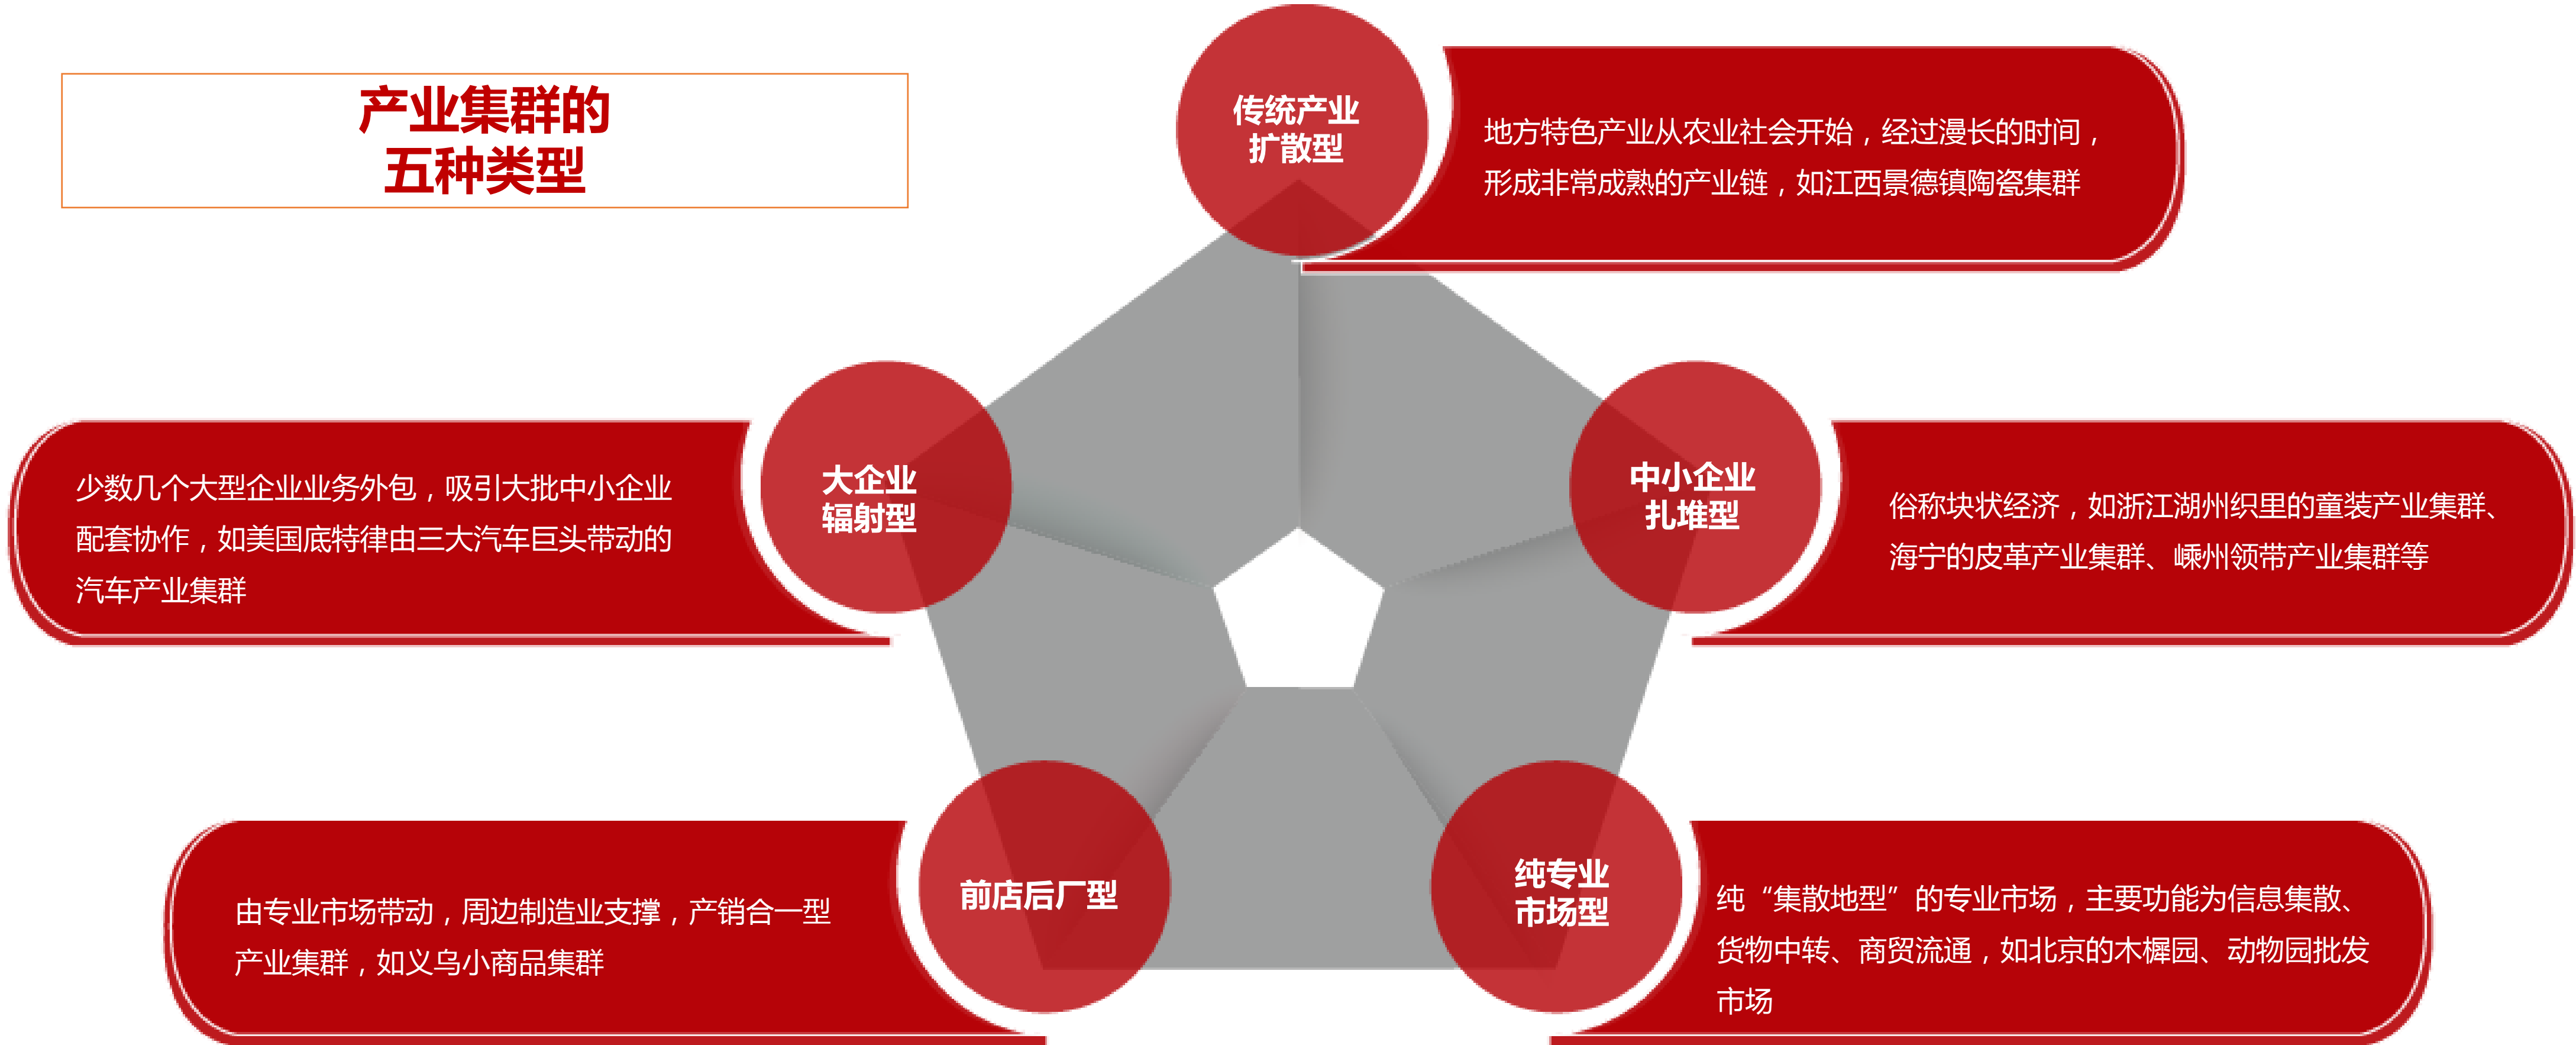 产业集群的
五种类型
传统产业
扩散型
地方特色产业从农业社会开始，经过漫长的时间，
形成非常成熟的产业链，如江西景德镇陶瓷集群
大企业
辐射型
少数几个大型企业业务外包，吸引大批中小企业
配套协作，如美国底特律由三大汽车巨头带动的
汽车产业集群
中小企业
扎堆型
俗称块状经济，如浙江湖州织里的童装产业集群、
海宁的皮革产业集群、嵊州领带产业集群等
前店后厂型
由专业市场带动，周边制造业支撑，产销合一型
产业集群，如义乌小商品集群
纯专业
市场型
纯“集散地型”的专业市场，主要功能为信息集散、
货物中转、商贸流通，如北京的木樨园、动物园批发
市场